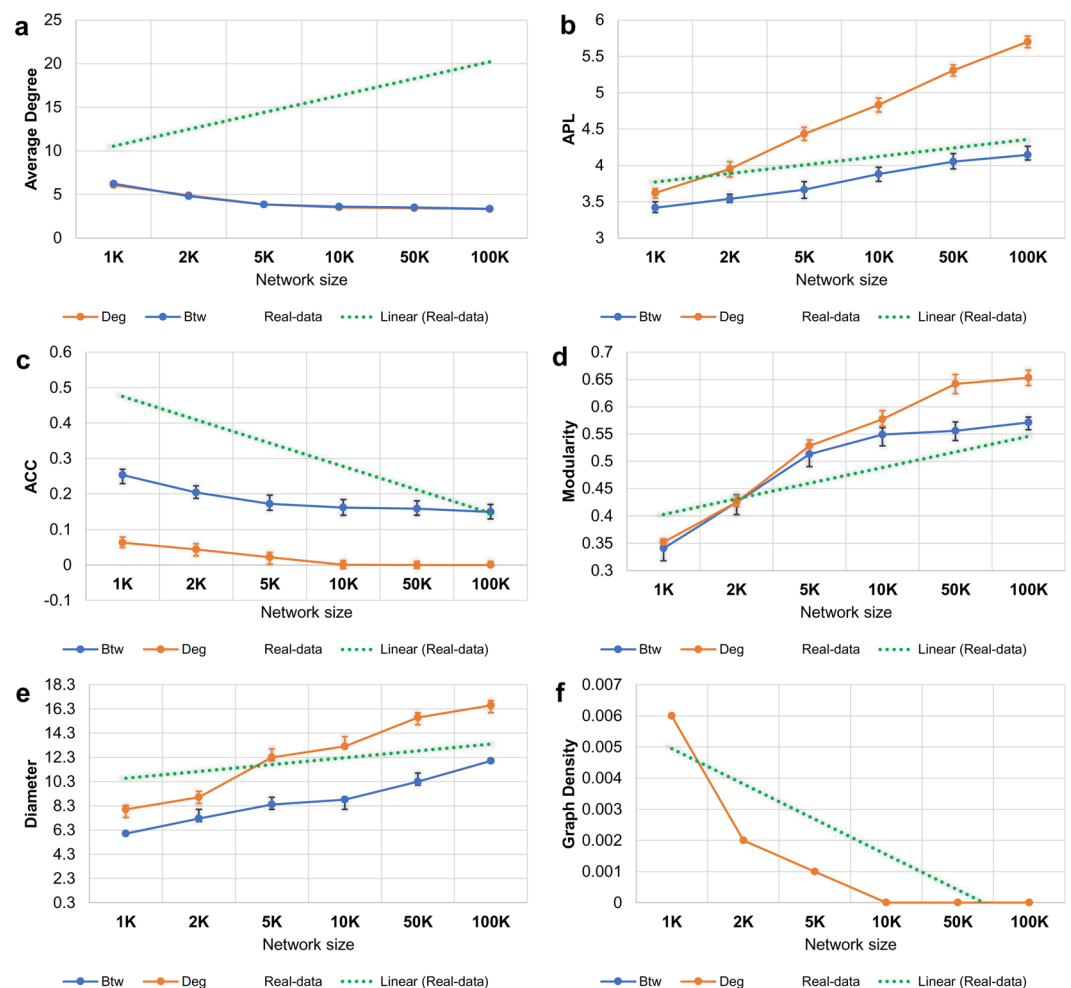 a
25
20
15
10
5
0
Average Degree
1K 2K 5K 10K 50K 100K
Network size
Deg Btw Real-data Linear (Real-data)
b
6
5.5
5
4.5
4
3.5
3
APL
1K 2K 5K 10K 50K 100K
Network size
Btw Deg Real-data Linear (Real-data)
c
0.6
0.5
0.4
0.3
0.2
0.1
0
-0.1
ACC
1K 2K 5K 10K 50K 100K
Network size
Btw Deg Real-data Linear (Real-data)
d
0.7
0.65
0.6
0.55
0.5
0.45
0.4
0.35
0.3
Modularity
1K 2K 5K 10K 50K 100K
Network size
Btw Deg Real-data Linear (Real-data)
e
18.3
16.3
14.3
12.3
10.3
8.3
6.3
4.3
2.3
0.3
Diameter
1K 2K 5K 10K 50K 100K
Network size
Btw Deg Real-data Linear (Real-data)
f
0.007
0.006
0.005
0.004
0.003
0.002
0.001
0
Graph Density
1K 2K 5K 10K 50K 100K
Network size
Btw Deg Real-data Linear (Real-data)